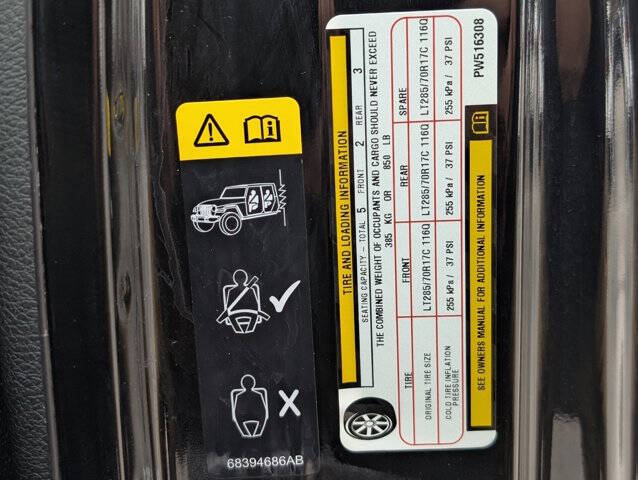 68394686AB
TIRE AND LOADING INFORMATION
SEATING CAPACITY - TOTAL 5 FRONT 2 REAR 3
THE COMBINED WEIGHT OF OCCUPANTS AND CARGO SHOULD NEVER EXCEED
385 KG OR 850 LB
TIRE FRONT REAR SPARE
ORIGINAL TIRE SIZE LT285/70R17C 116Q LT285/70R17C 116Q LT285/70R17C 116Q
COLD TIRE INFLATION PRESSURE 255 kPa / 37 PSI 255 kPa / 37 PSI 255 kPa / 37 PSI
SEE OWNERS MANUAL FOR ADDITIONAL INFORMATION
PW516308